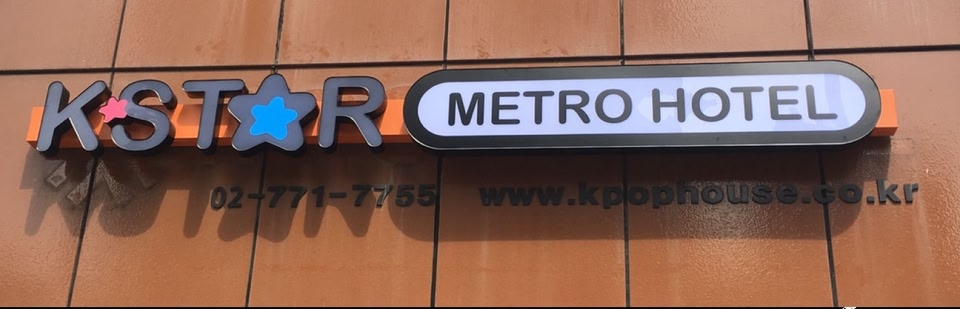 KSTAR METRO HOTEL
02-771-7755 www.kpophouse.co.kr